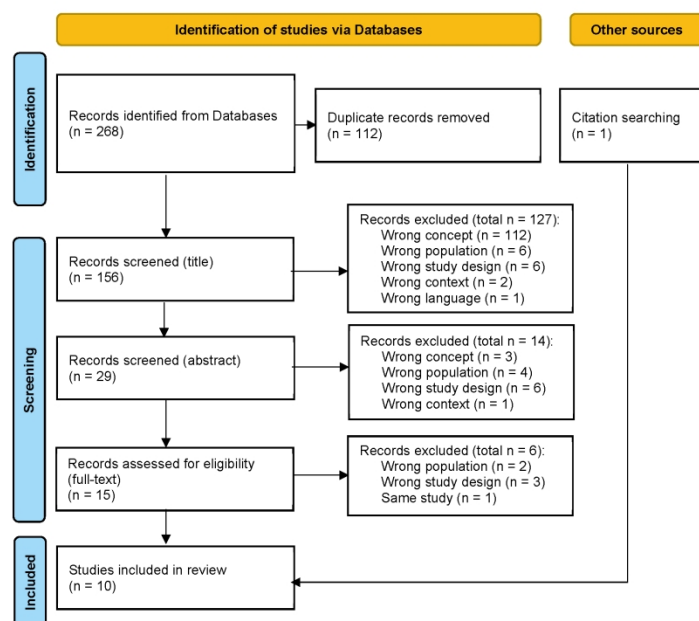 Identification of studies via Databases
Other sources
Identification
Records identified from Databases
(n = 268)
Duplicate records removed
(n = 112)
Citation searching
(n = 1)
Screening
Records screened (title)
(n = 156)
Records excluded (total n = 127):
Wrong concept (n = 112)
Wrong population (n = 6)
Wrong study design (n = 6)
Wrong context (n = 2)
Wrong language (n = 1)
Records screened (abstract)
(n = 29)
Records excluded (total n = 14):
Wrong concept (n = 3)
Wrong population (n = 4)
Wrong study design (n = 6)
Wrong context (n = 1)
Records assessed for eligibility
(full-text)
(n = 15)
Records excluded (total n = 6):
Wrong population (n = 2)
Wrong study design (n = 3)
Same study (n = 1)
Included
Studies included in review
(n = 10)